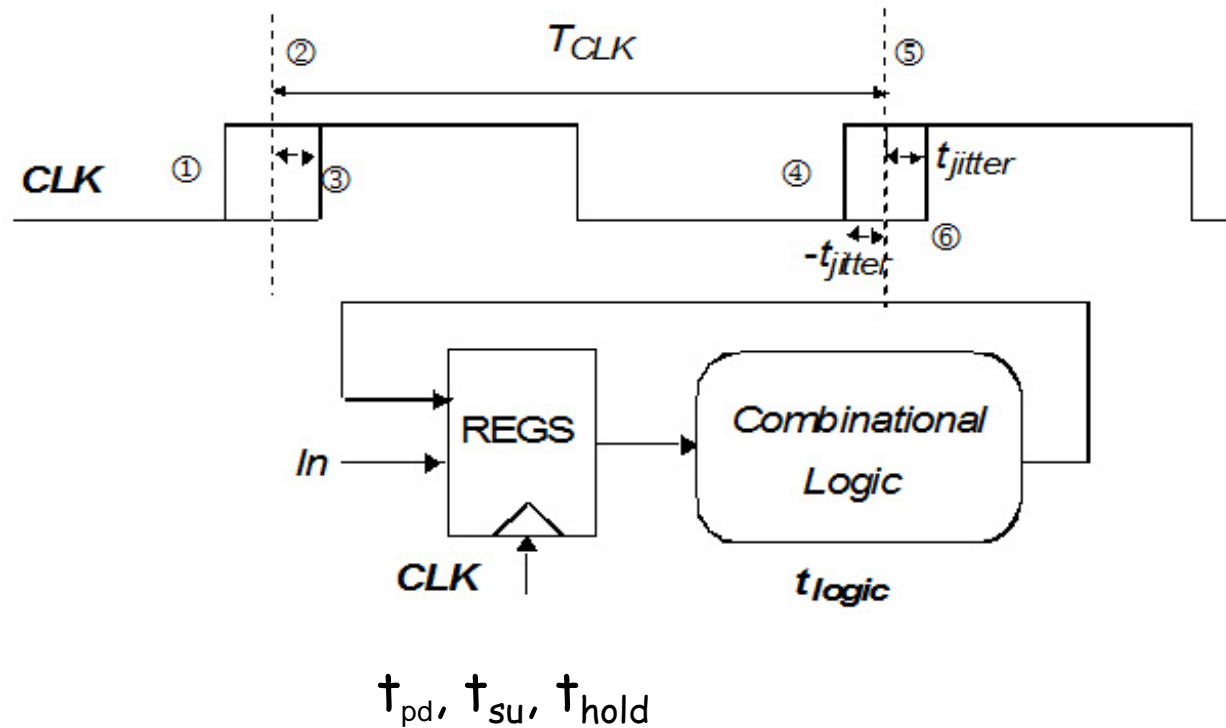 ② T_CLK ⑤
CLK ① ③ ④ t_jitter
⑥
-t_jitter
REGS
In
Combinational
Logic
CLK
t_logic
t_pd, t_su, t_hold